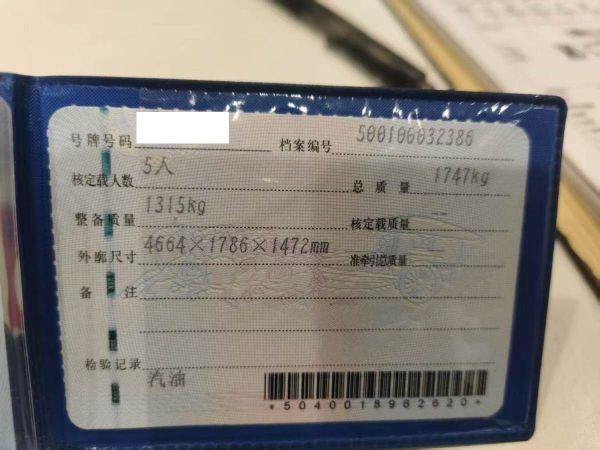 号牌号码 档案编号 500100032386
核定载人数 5人 总质量 1747kg
整备质量 1315kg 核定载质量
外廓尺寸 4664×1786×1472mm 准牵引总质量
备注
检验记录 汽油
*5040018962620*